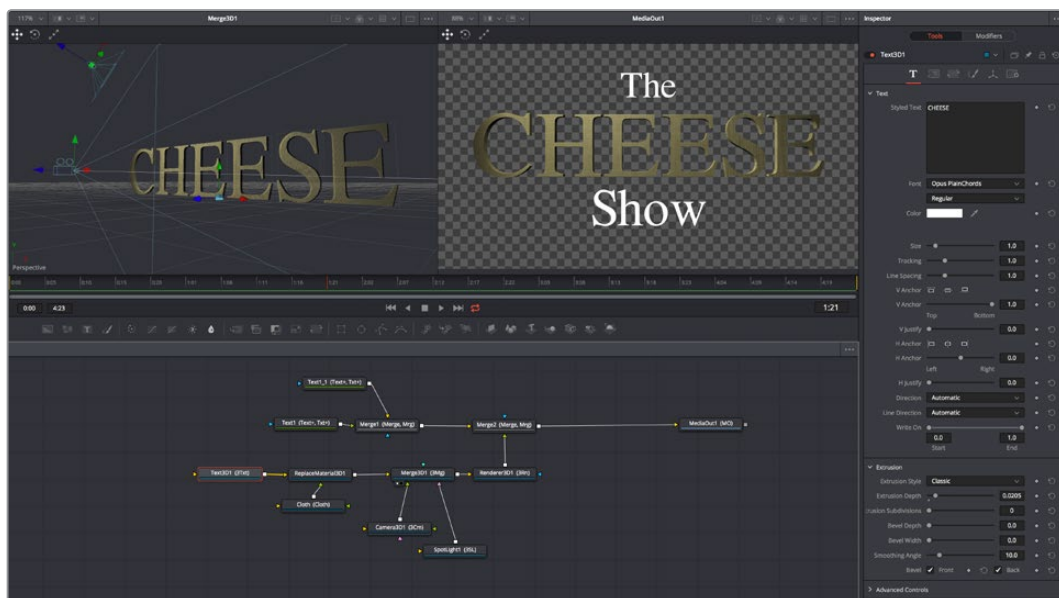 117%
Merge3D1
88%
MediaOut1
Inspector
Tools
Modifiers
Text3D1
T
Text
Styled Text
CHEESE
Font
Opus PlainChords
Regular
Color
Size 1.0
Tracking 1.0
Line Spacing 1.0
V Anchor
V Anchor 1.0
Top Bottom
V Justify 0.0
H Anchor
H Anchor 0.0
Left Right
H Justify 0.0
Direction Automatic
Line Direction Automatic
Write On
0.0 1.0
Start End
Extrusion
Extrusion Style Classic
Extrusion Depth 0.0205
usion Subdivisions 0
Bevel Depth 0.0
Bevel Width 0.0
Smoothing Angle 10.0
Bevel Front Back
Advanced Controls
CHEESE
Perspective
The
CHEESE
Show
0:00 4:23
1:21
Text1_1 (Text+, Txt+)
Text1 (Text+, Txt+)
Merge1 (Merge, Mrg)
Merge2 (Merge, Mrg)
MediaOut1 (MO)
Text3D1 (3Txt)
ReplaceMaterial3D1
Merge3D1 (3Mg)
Renderer3D1 (3Rn)
Cloth (Cloth)
Camera3D1 (3Cm)
SpotLight1 (3SL)